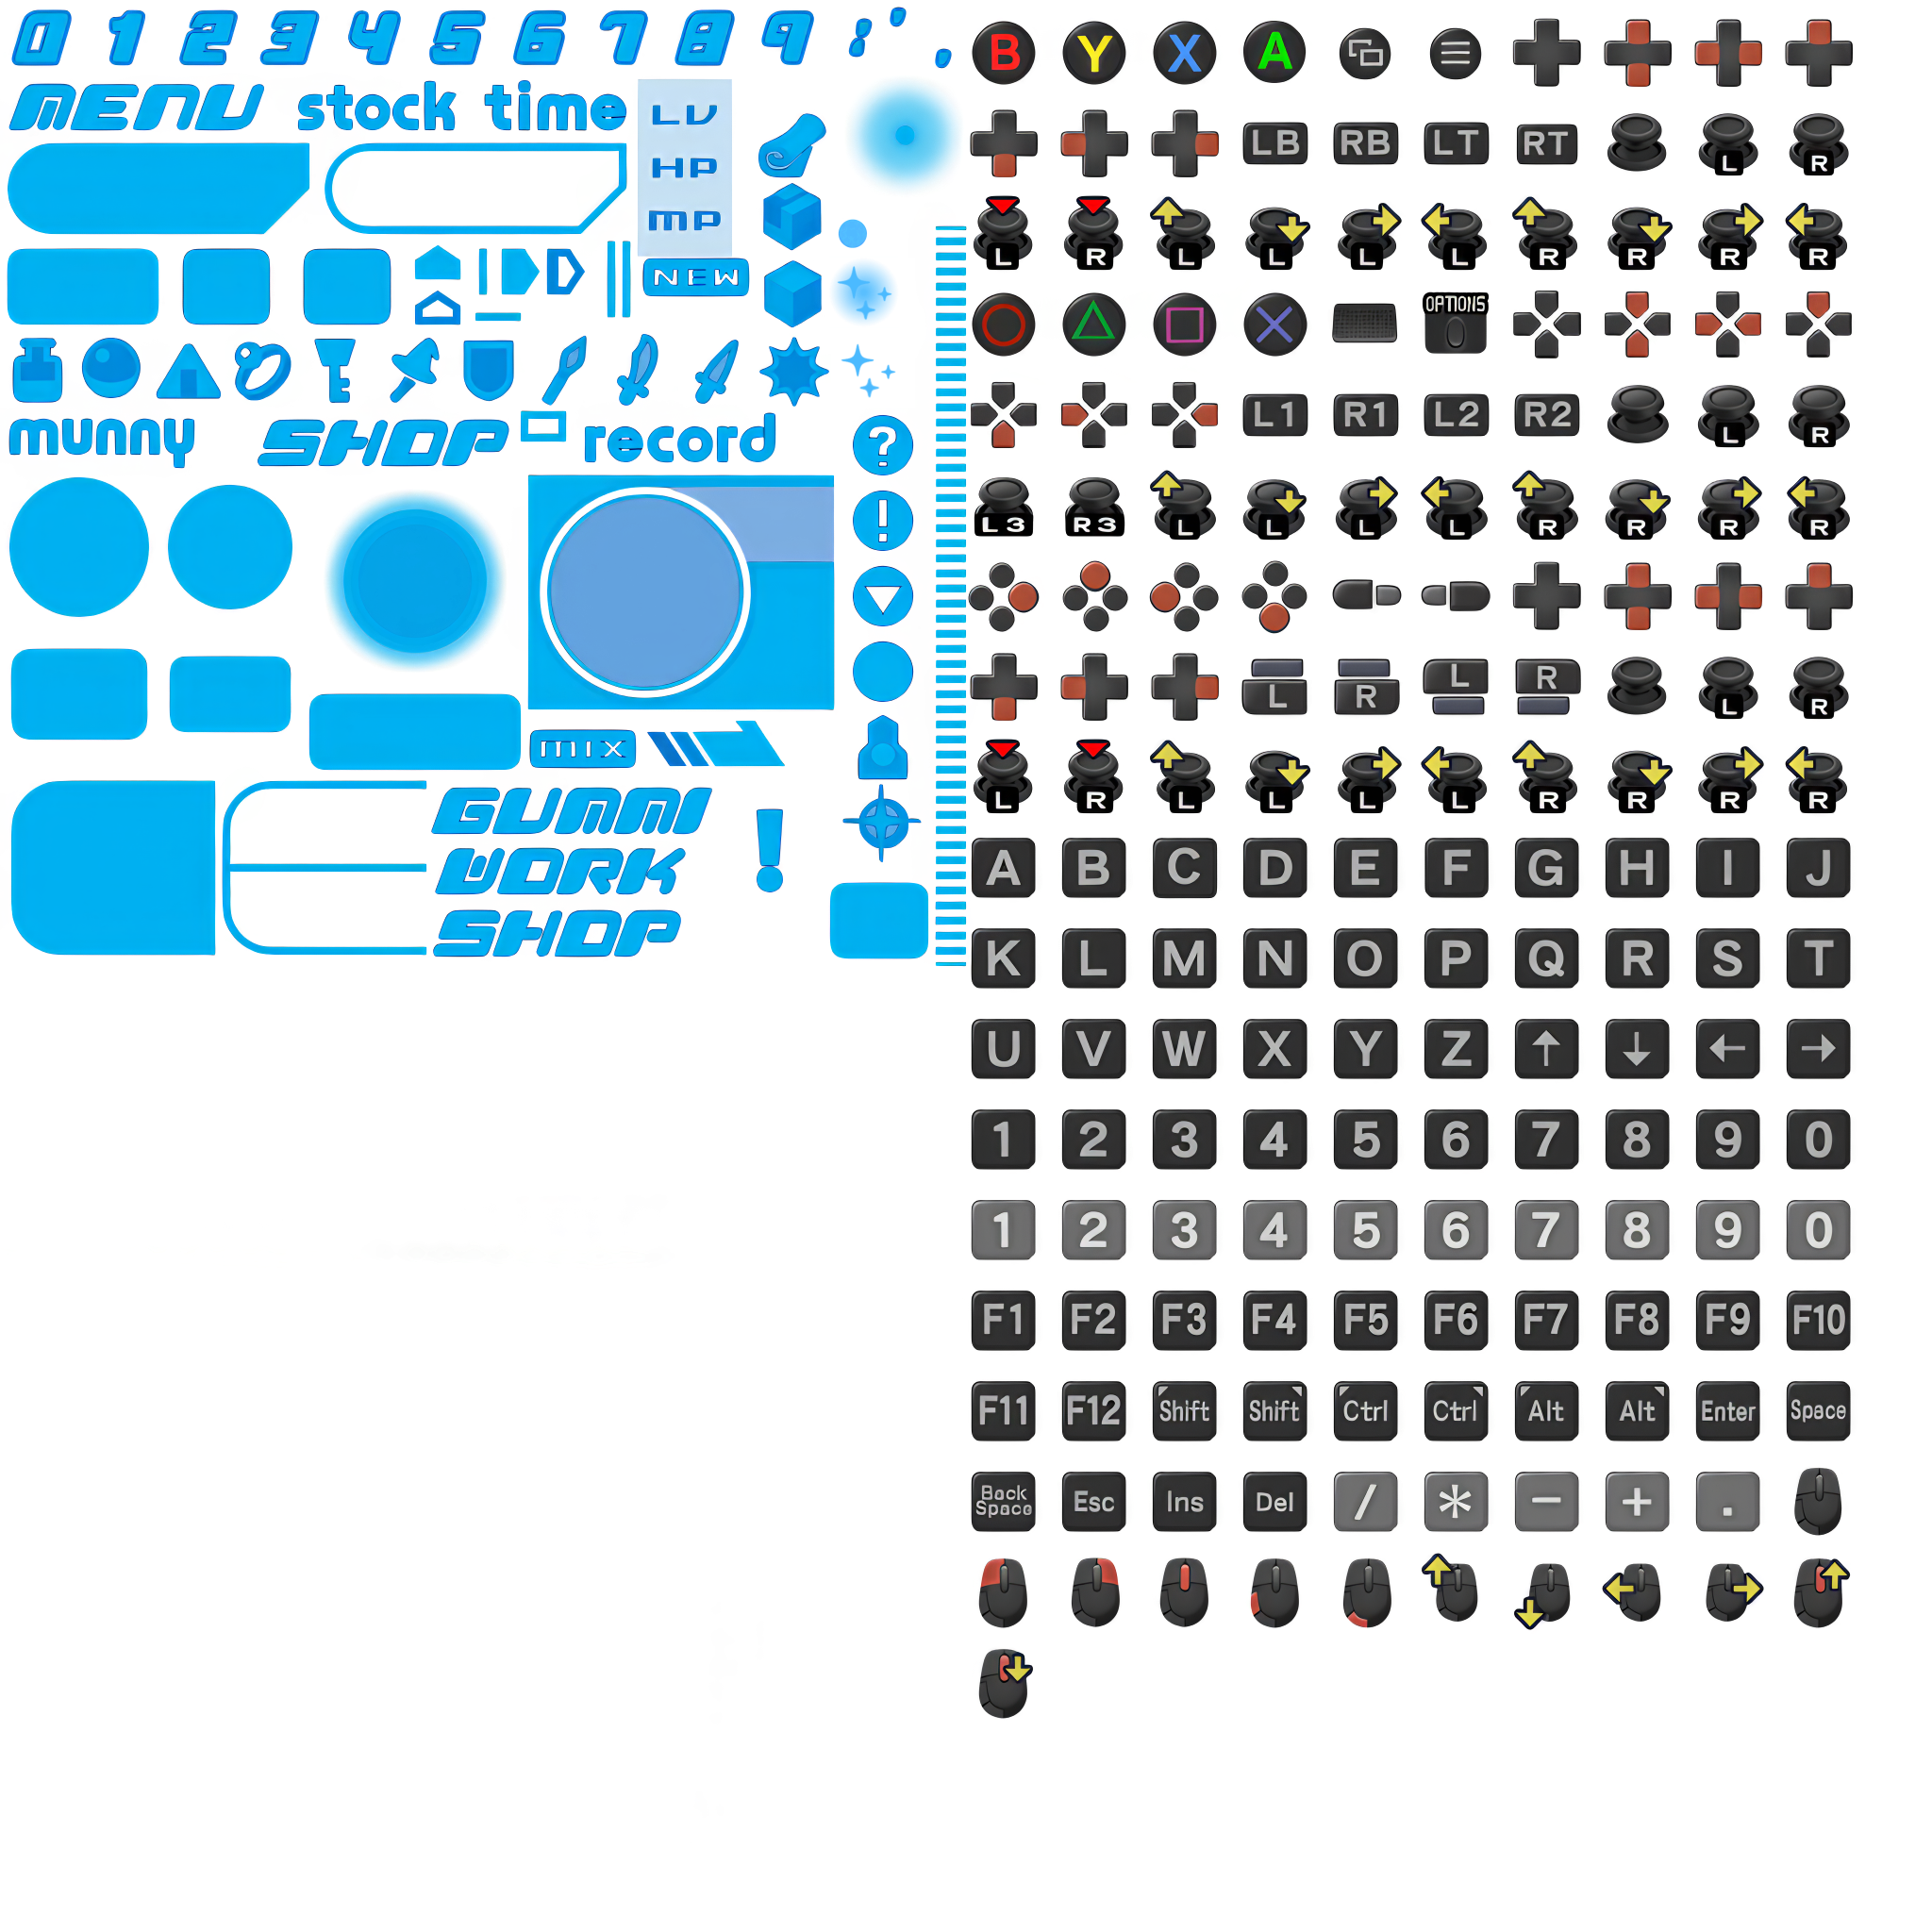 0 1 2 3 4 5 6 7 8 9 : ' ,
MENU stock time
LV
HP
MP
NEW
munny SHOP record
?
!
MIX
GUMMI
WORK
SHOP
!
B Y X A
LB RB LT RT L R
L R L L L L R R R R
OPTIONS
L1 R1 L2 R2 L R
L3 R3 L L L L R R R R
L R L R L R
L R L L L L R R R R
A B C D E F G H I J
K L M N O P Q R S T
U V W X Y Z ↑ ↓ ← →
1 2 3 4 5 6 7 8 9 0
1 2 3 4 5 6 7 8 9 0
F1 F2 F3 F4 F5 F6 F7 F8 F9 F10
F11 F12 Shift Shift Ctrl Ctrl Alt Alt Enter Space
Back Space Esc Ins Del / * - + .